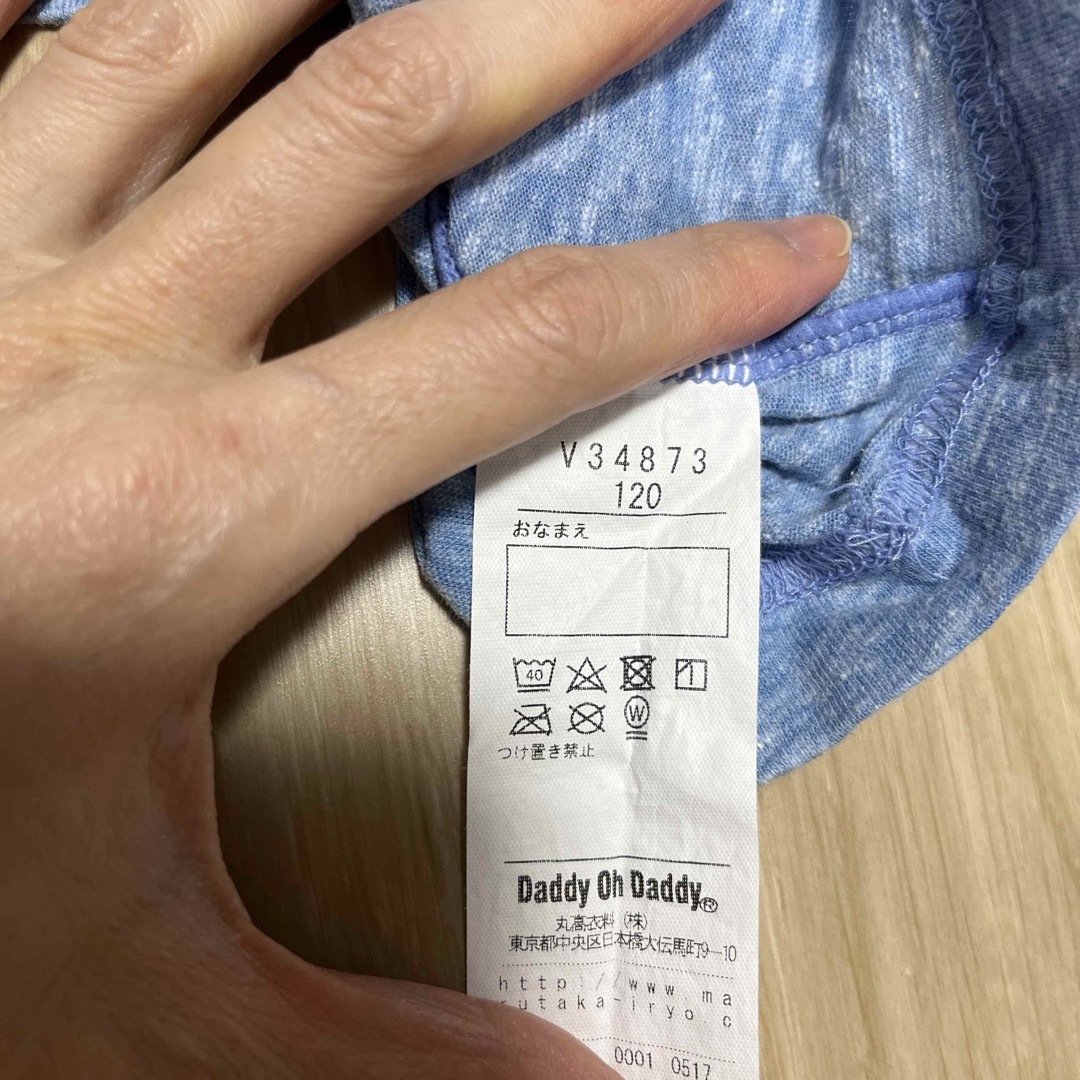 V34873
120
おなまえ
40
W
つけ置き禁止
Daddy Oh Daddy®
丸高衣料(株)
東京都中央区日本橋大伝馬町9-10
http://www.ma
rutaka-iryo.c
0001 0517